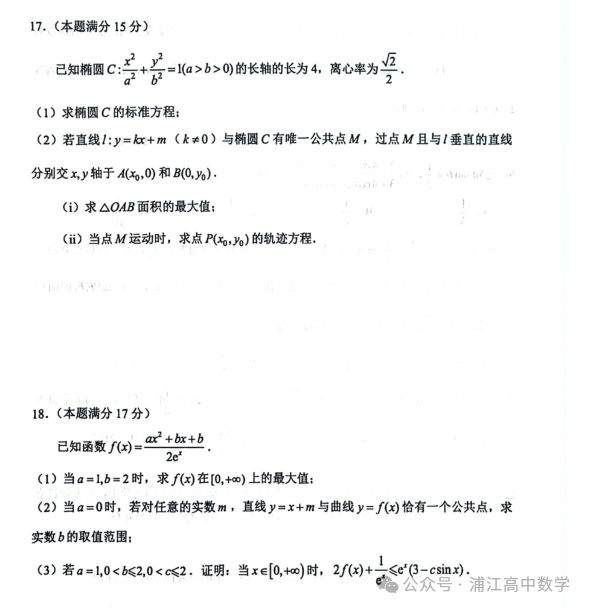 17.（本题满分 15 分）
已知椭圆 C: x²/a² + y²/b² = 1(a > b > 0) 的长轴的长为 4，离心率为 √2/2．
（1）求椭圆 C 的标准方程；
（2）若直线 l: y = kx + m（k ≠ 0）与椭圆 C 有唯一公共点 M，过点 M 且与 l 垂直的直线
分别交 x, y 轴于 A(x₀,0) 和 B(0,y₀)．
（i）求 △OAB 面积的最大值；
（ii）当点 M 运动时，求点 P(x₀,y₀) 的轨迹方程．
18.（本题满分 17 分）
已知函数 f(x) = (ax² + bx + b)/(2eˣ)．
（1）当 a = 1, b = 2 时，求 f(x) 在 [0,+∞) 上的最大值；
（2）当 a = 0 时，若对任意的实数 m，直线 y = x + m 与曲线 y = f(x) 恰有一个公共点，求
实数 b 的取值范围；
（3）若 a = 1, 0 < b ⩽ 2, 0 < c ⩽ 2．证明：当 x ∈ [0,+∞) 时，2f(x) + 1/eˣ ⩽ eˣ(3 − c sin x)．
公众号 · 浦江高中数学